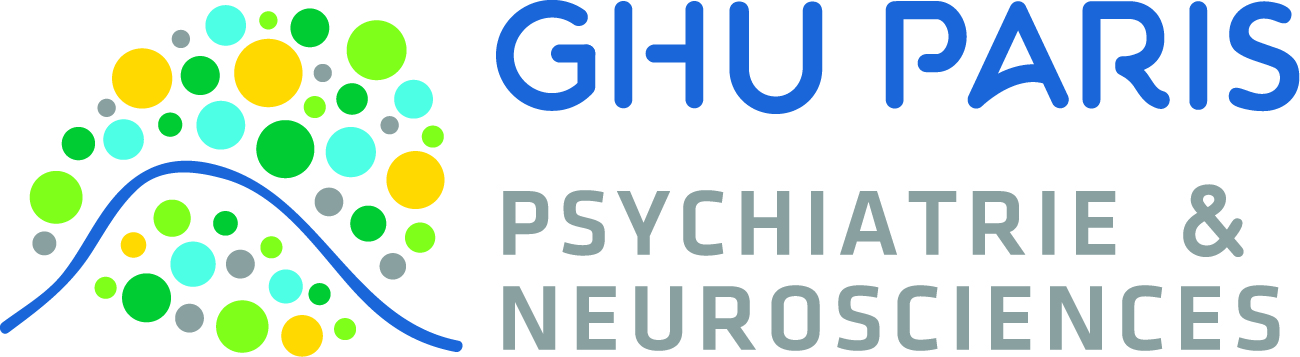 GHU PARIS
PSYCHIATRIE &
NEUROSCIENCES